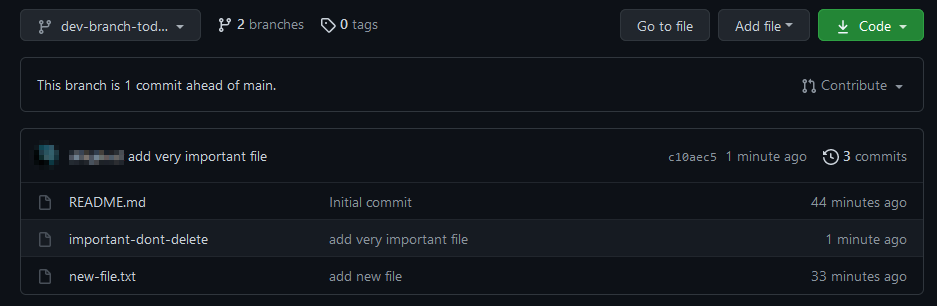 dev-branch-tod... 2 branches 0 tags Go to file Add file Code
This branch is 1 commit ahead of main. Contribute
add very important file c10aec5 1 minute ago 3 commits
README.md Initial commit 44 minutes ago
important-dont-delete add very important file 1 minute ago
new-file.txt add new file 33 minutes ago